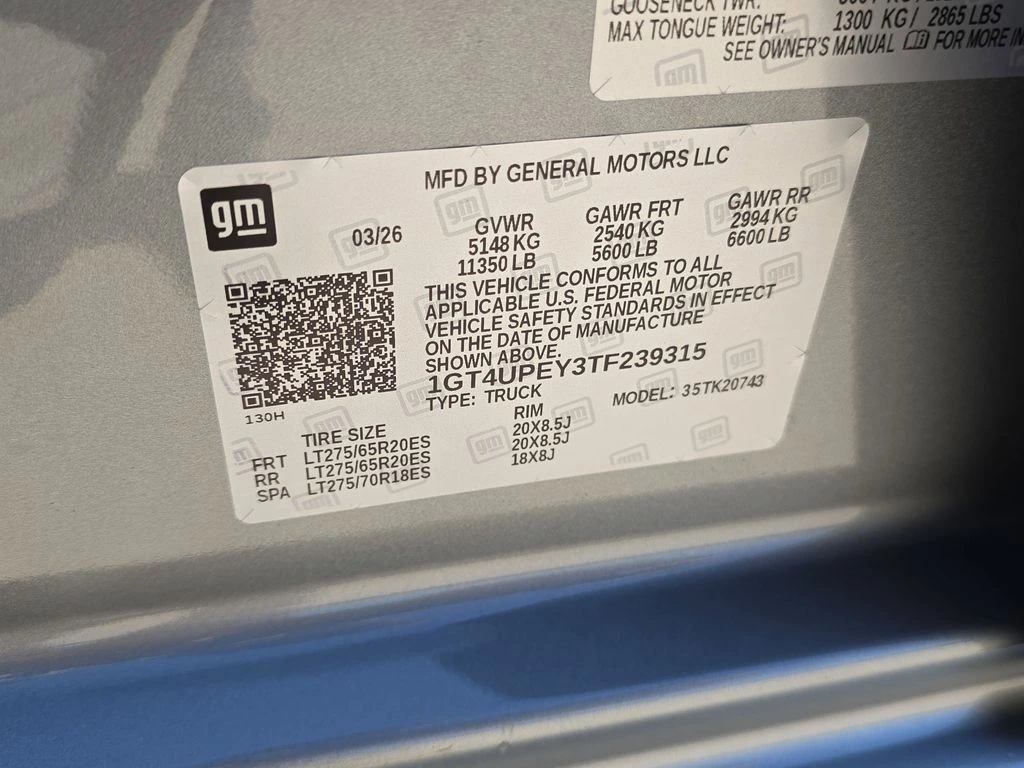 GOOSENECK TWR:
MAX TONGUE WEIGHT: 1300 KG/ 2865 LBS
SEE OWNER'S MANUAL FOR MORE
gm
MFD BY GENERAL MOTORS LLC
gm
03/26
GVWR GAWR FRT GAWR RR
5148 KG 2540 KG 2994 KG
11350 LB 5600 LB 6600 LB
THIS VEHICLE CONFORMS TO ALL
APPLICABLE U.S. FEDERAL MOTOR
VEHICLE SAFETY STANDARDS IN EFFECT
ON THE DATE OF MANUFACTURE
SHOWN ABOVE.
1GT4UPEY3TF239315
TYPE: TRUCK MODEL: 35TK20743
130H
TIRE SIZE RIM
FRT LT275/65R20ES 20X8.5J
RR LT275/65R20ES 20X8.5J
SPA LT275/70R18ES 18X8J